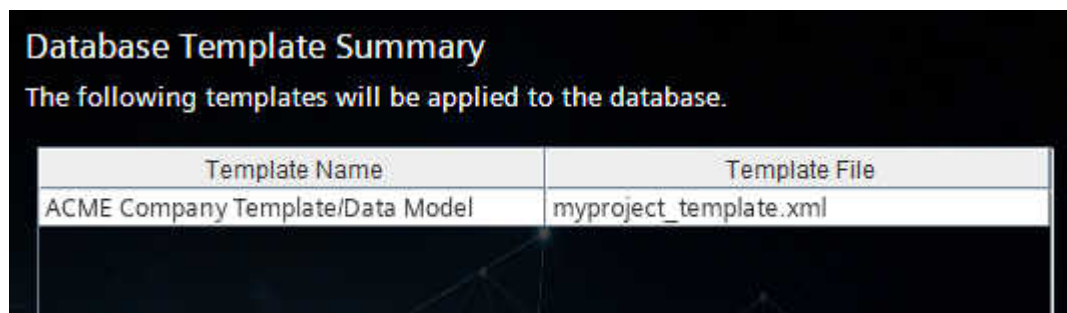 Database Template Summary
The following templates will be applied to the database.
Template Name Template File
ACME Company Template/Data Model myproject_template.xml